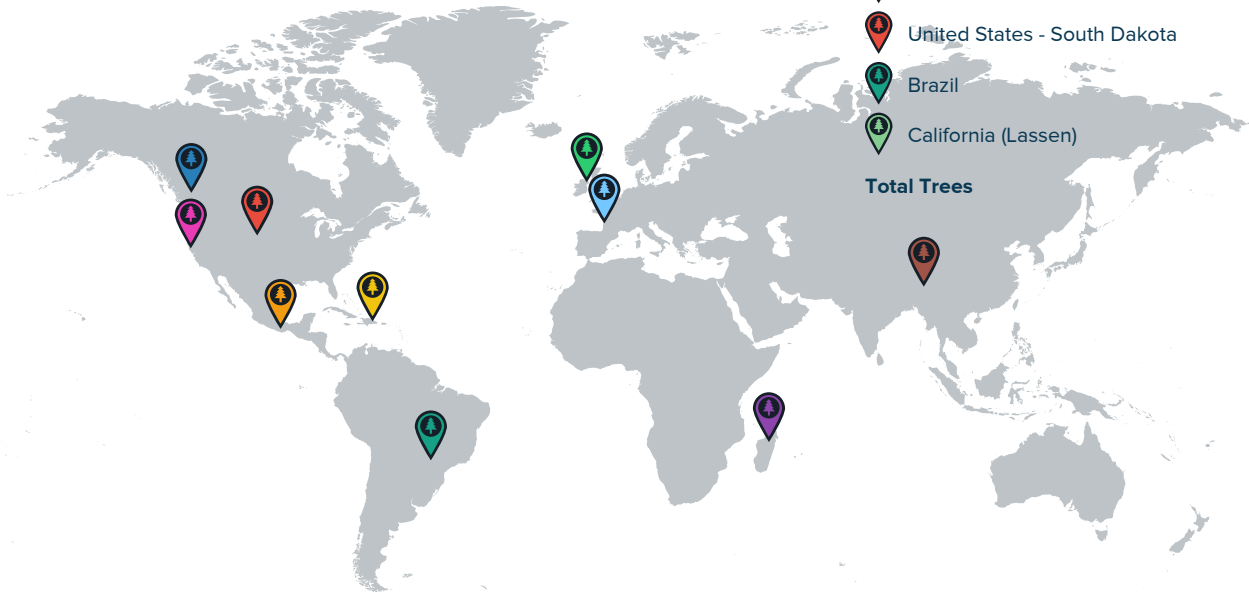 United States - South Dakota
Brazil
California (Lassen)
Total Trees